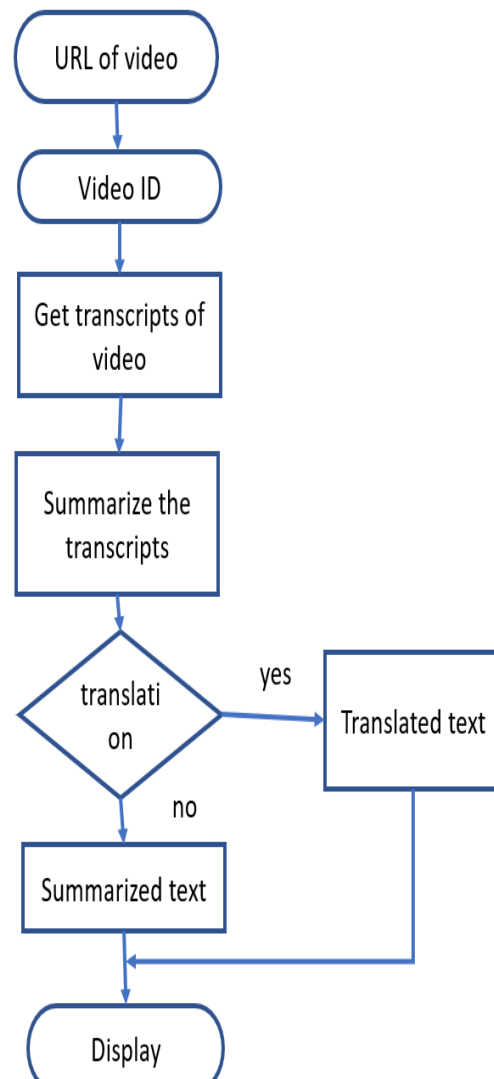 URL of video
Video ID
Get transcripts of
video
Summarize the
transcripts
translati
on
yes
Translated text
no
Summarized text
Display